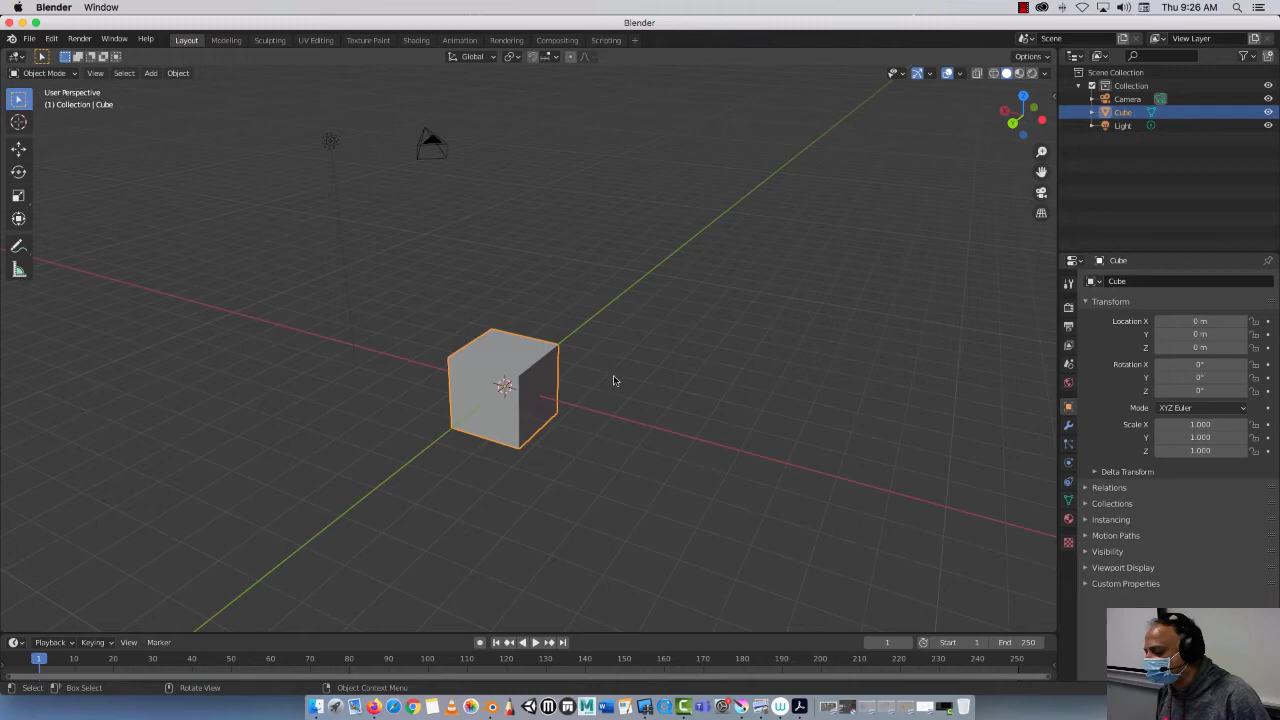 Blender Window Thu 9:26 AM
Blender
File Edit Render Window Help Layout Modeling Sculpting UV Editing Texture Paint Shading Animation Rendering Compositing Scripting + Scene View Layer
Global Options
Object Mode View Select Add Object
User Perspective
(1) Collection | Cube
Z
Y
Scene Collection
Collection
Camera
Cube
Light
Cube
Cube
Transform
Location X 0 m
Y 0 m
Z 0 m
Rotation X 0°
Y 0°
Z 0°
Mode XYZ Euler
Scale X 1.000
Y 1.000
Z 1.000
Delta Transform
Relations
Collections
Instancing
Motion Paths
Visibility
Viewport Display
Custom Properties
Playback Keying View Marker 1 Start 1 End 250
1 10 20 30 40 50 60 70 80 90 100 110 120 130 140 150 160 170 180 190 200 210 220 230 240 250
Select Box Select Rotate View Object Context Menu